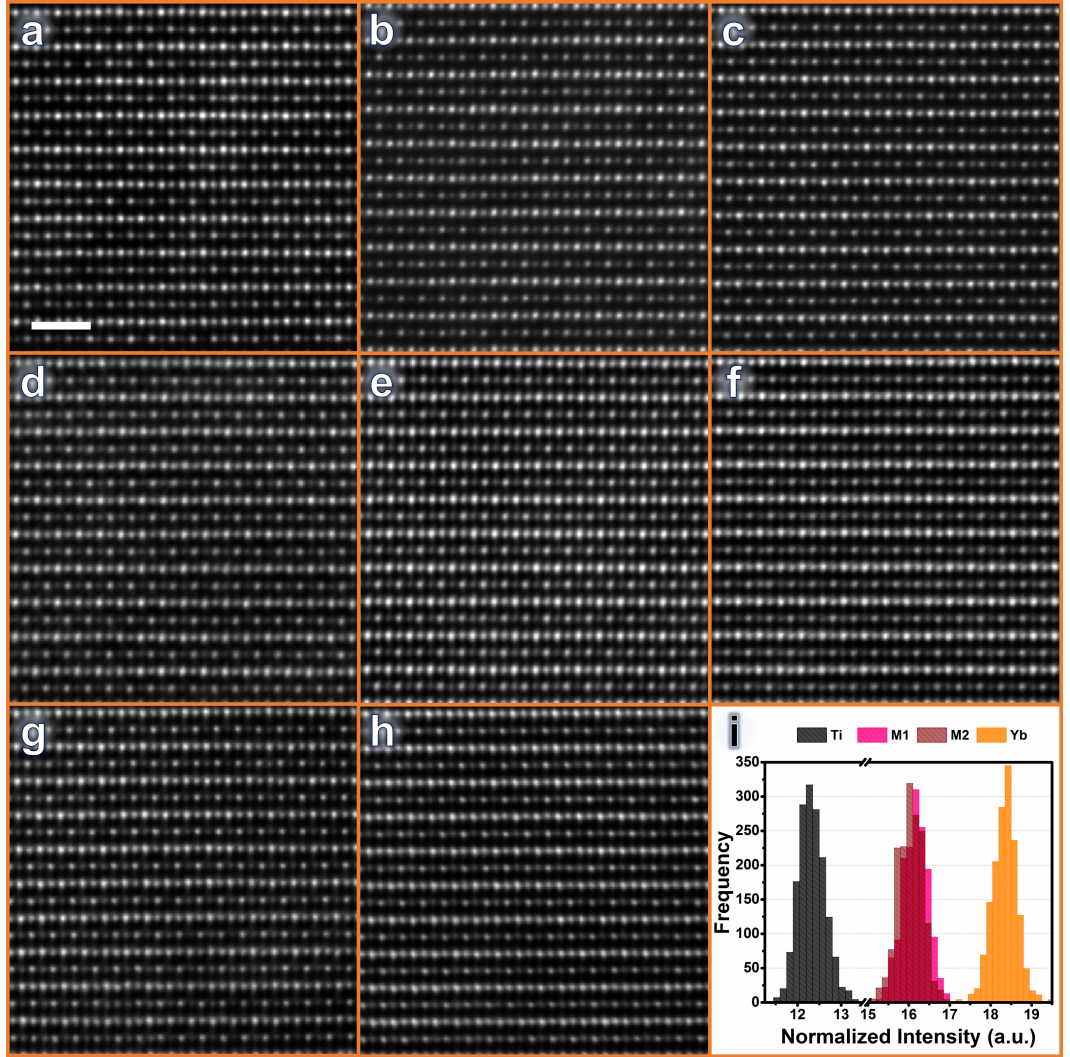 a
b
c
d
e
f
g
h
i
Ti M1 M2 Yb
350
300
250
200
150
100
50
0
Frequency
12 13 15 16 17 18 19
Normalized Intensity (a.u.)